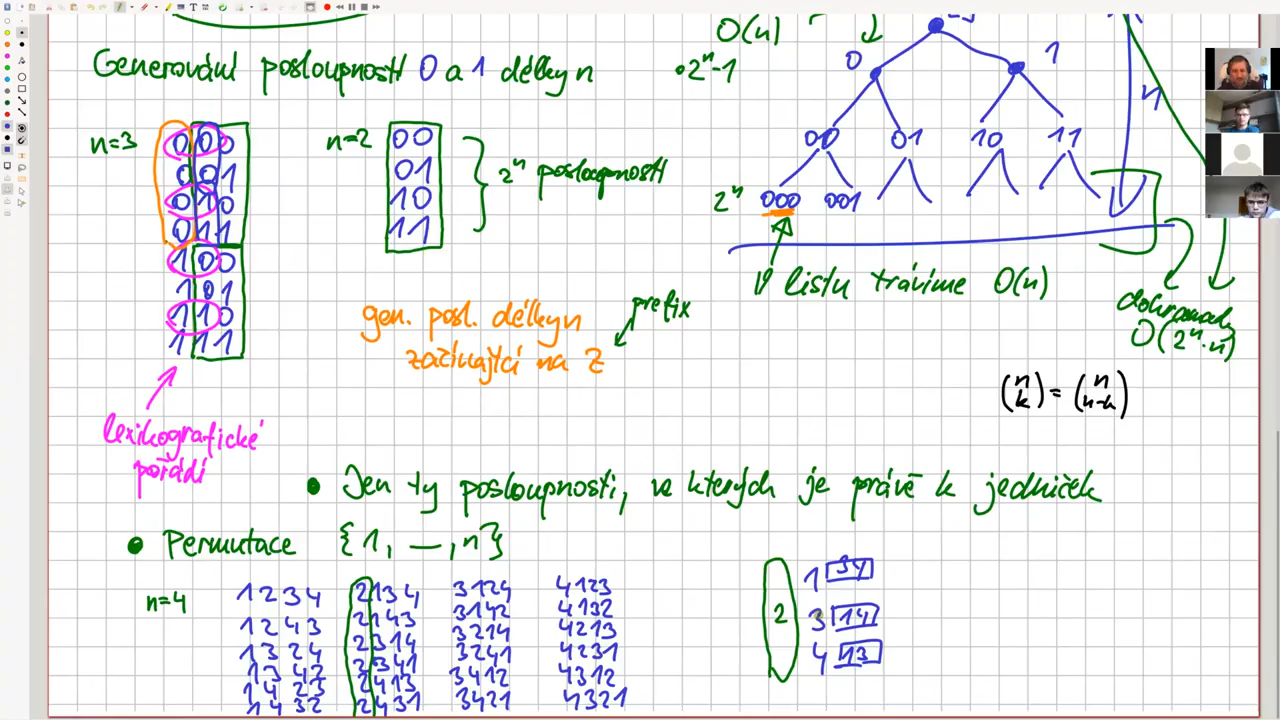 O(n)
Generování posloupností 0 a 1 délky n
•2ⁿ-1
0
1
n
n=3
000
001
010
011
100
101
110
111
n=2
00
01
10
11
2ⁿ posloupností
00 01 10 11
2ⁿ 000 001
V listu trávíme O(n)
dohromady
O(2ⁿ·n)
gen. posl. délky n
začínající na Z
prefix
(n k) = (n n-k)
lexikografické
pořadí
• Jen ty posloupnosti, ve kterých je právě k jedniček
• Permutace {1, —, n}
n=4
1234 2134 3124 4123
1243 2143 3142 4132
1324 2314 3214 4213
1342 2341 3241 4231
1423 2413 3412 4312
1432 2431 3421 4321
2
1 34
3 14
4 13